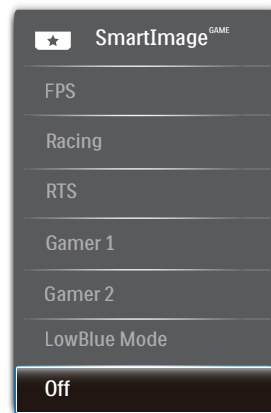 SmartImage GAME
FPS
Racing
RTS
Gamer 1
Gamer 2
LowBlue Mode
Off